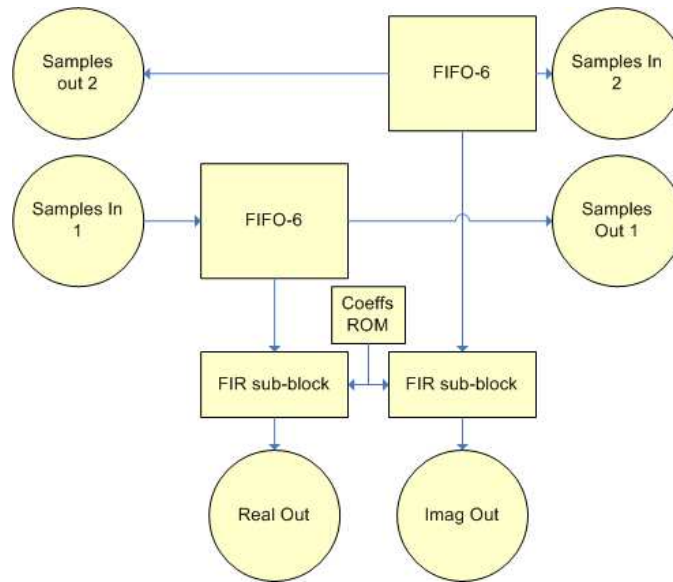 Samples
out 2
FIFO-6
Samples In
2
Samples In
1
FIFO-6
Samples
Out 1
Coeffs
ROM
FIR sub-block
FIR sub-block
Real Out
Imag Out